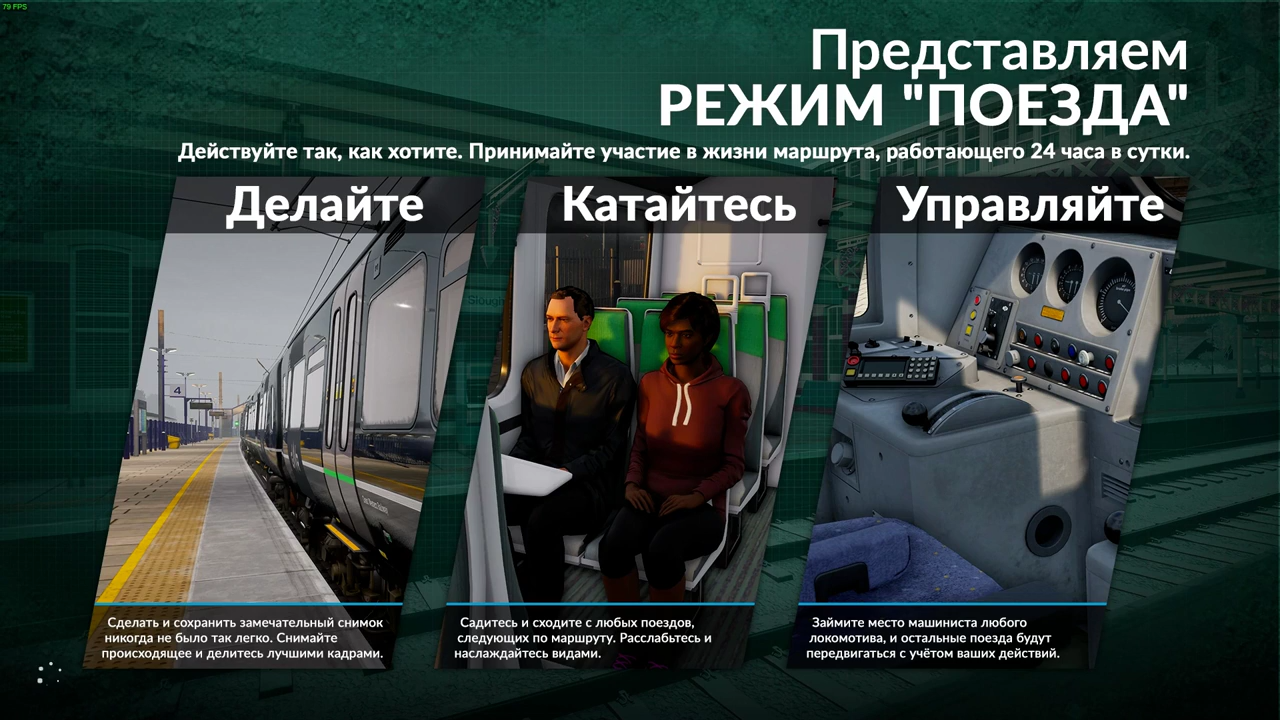 79 FPS
Представляем
РЕЖИМ "ПОЕЗДА"
Действуйте так, как хотите. Принимайте участие в жизни маршрута, работающего 24 часа в сутки.
Делайте
Катайтесь
Управляйте
4
Slough
Сделать и сохранить замечательный снимок
никогда не было так легко. Снимайте
происходящее и делитесь лучшими кадрами.
Садитесь и сходите с любых поездов,
следующих по маршруту. Расслабьтесь и
наслаждайтесь видами.
Займите место машиниста любого
локомотива, и остальные поезда будут
передвигаться с учётом ваших действий.